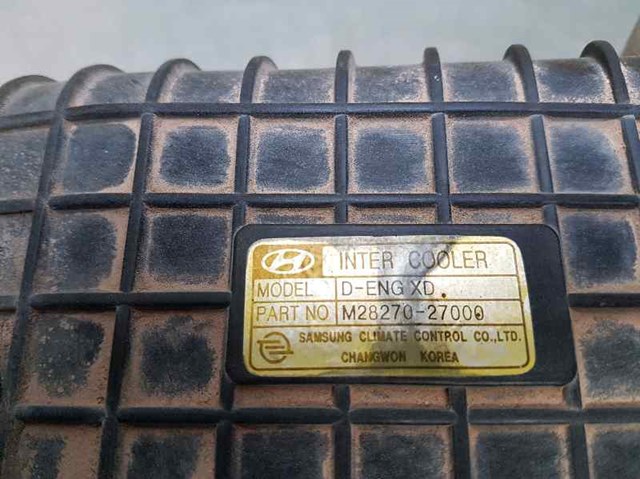 INTER COOLER
MODEL D-ENG XD
PART NO M28270-27000
SAMSUNG CLIMATE CONTROL CO.,LTD.
CHANGWON KOREA